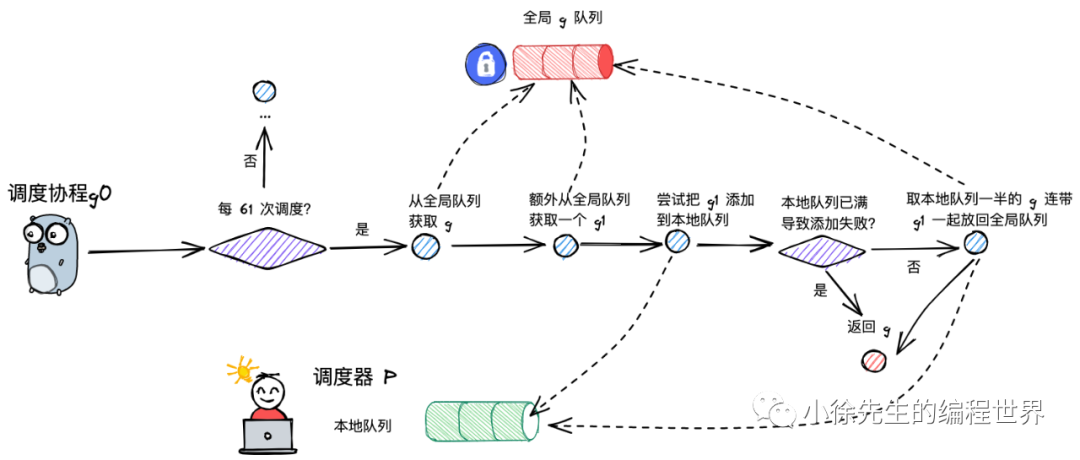 全局 g 队列
...
否
调度协程g0
每 61 次调度?
是
从全局队列
获取 g
额外从全局队列
获取一个 g1
尝试把 g1 添加
到本地队列
本地队列已满
导致添加失败?
否
取本地队列一半的 g 连带
g1 一起放回全局队列
是
返回 g
调度器 P
本地队列
小徐先生的编程世界